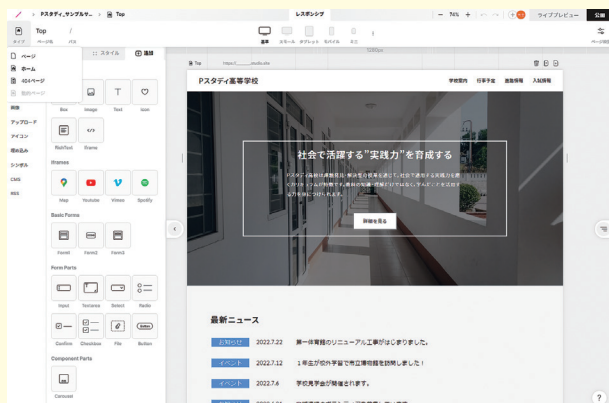 Pスタディ_サンプルサ...
Top
レスポンシブ
74%
ライブプレビュー
公開
タイプ
Top
ページ名
/
パス
基準
スモール
タブレット
モバイル
ミニ
ページ
ホーム
404ページ
スタイル
追加
アップロード
アイコン
埋め込み
シンボル
CMS
Box
Image
Text
Icon
RichText
Frame
Iframes
Map
Youtube
Vimeo
Spotify
Basic Forms
Form1
Form2
Form3
Form Parts
Input
Textarea
Select
Radio
Confirm
Checkbox
File
Button
Component Parts
Carousel
1280px
Top
Pスタディ高等学校
学校案内
行事予定
進路情報
入試情報
社会で活躍する”実践力”を育成する
詳細を見る
最新ニュース
お知らせ 2022.7.22 第一体育館のリニューアル工事がはじまりました。
イベント 2022.7.12 １年生が校外学習で市立博物館を訪問しました！
イベント 2022.7.6 学校見学会が開催されます。
?